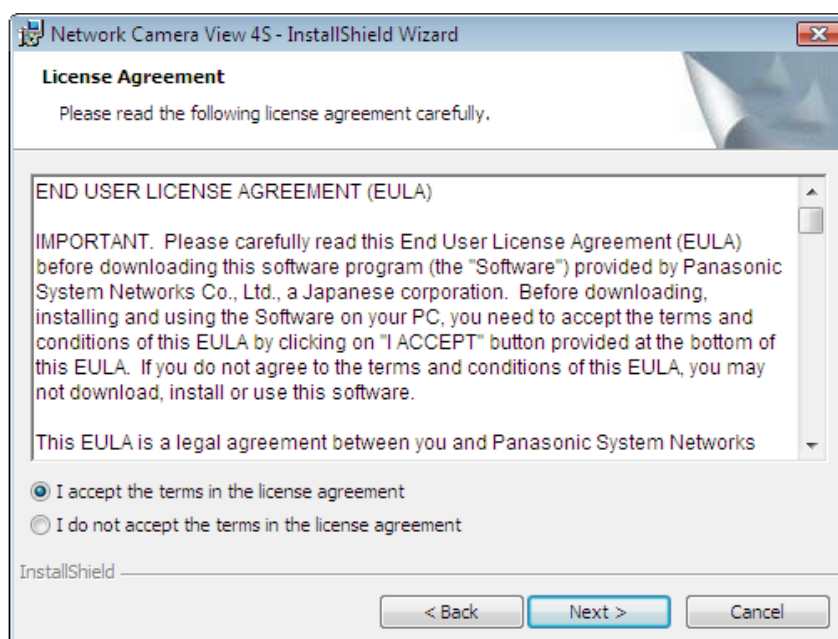 Network Camera View 4S - InstallShield Wizard
License Agreement
Please read the following license agreement carefully.
END USER LICENSE AGREEMENT (EULA)
IMPORTANT.  Please carefully read this End User License Agreement (EULA)
before downloading this software program (the "Software") provided by Panasonic
System Networks Co., Ltd., a Japanese corporation.  Before downloading,
installing and using the Software on your PC, you need to accept the terms and
conditions of this EULA by clicking on "I ACCEPT" button provided at the bottom of
this EULA.  If you do not agree to the terms and conditions of this EULA, you may
not download, install or use this software.
This EULA is a legal agreement between you and Panasonic System Networks
I accept the terms in the license agreement
I do not accept the terms in the license agreement
InstallShield
< Back
Next >
Cancel